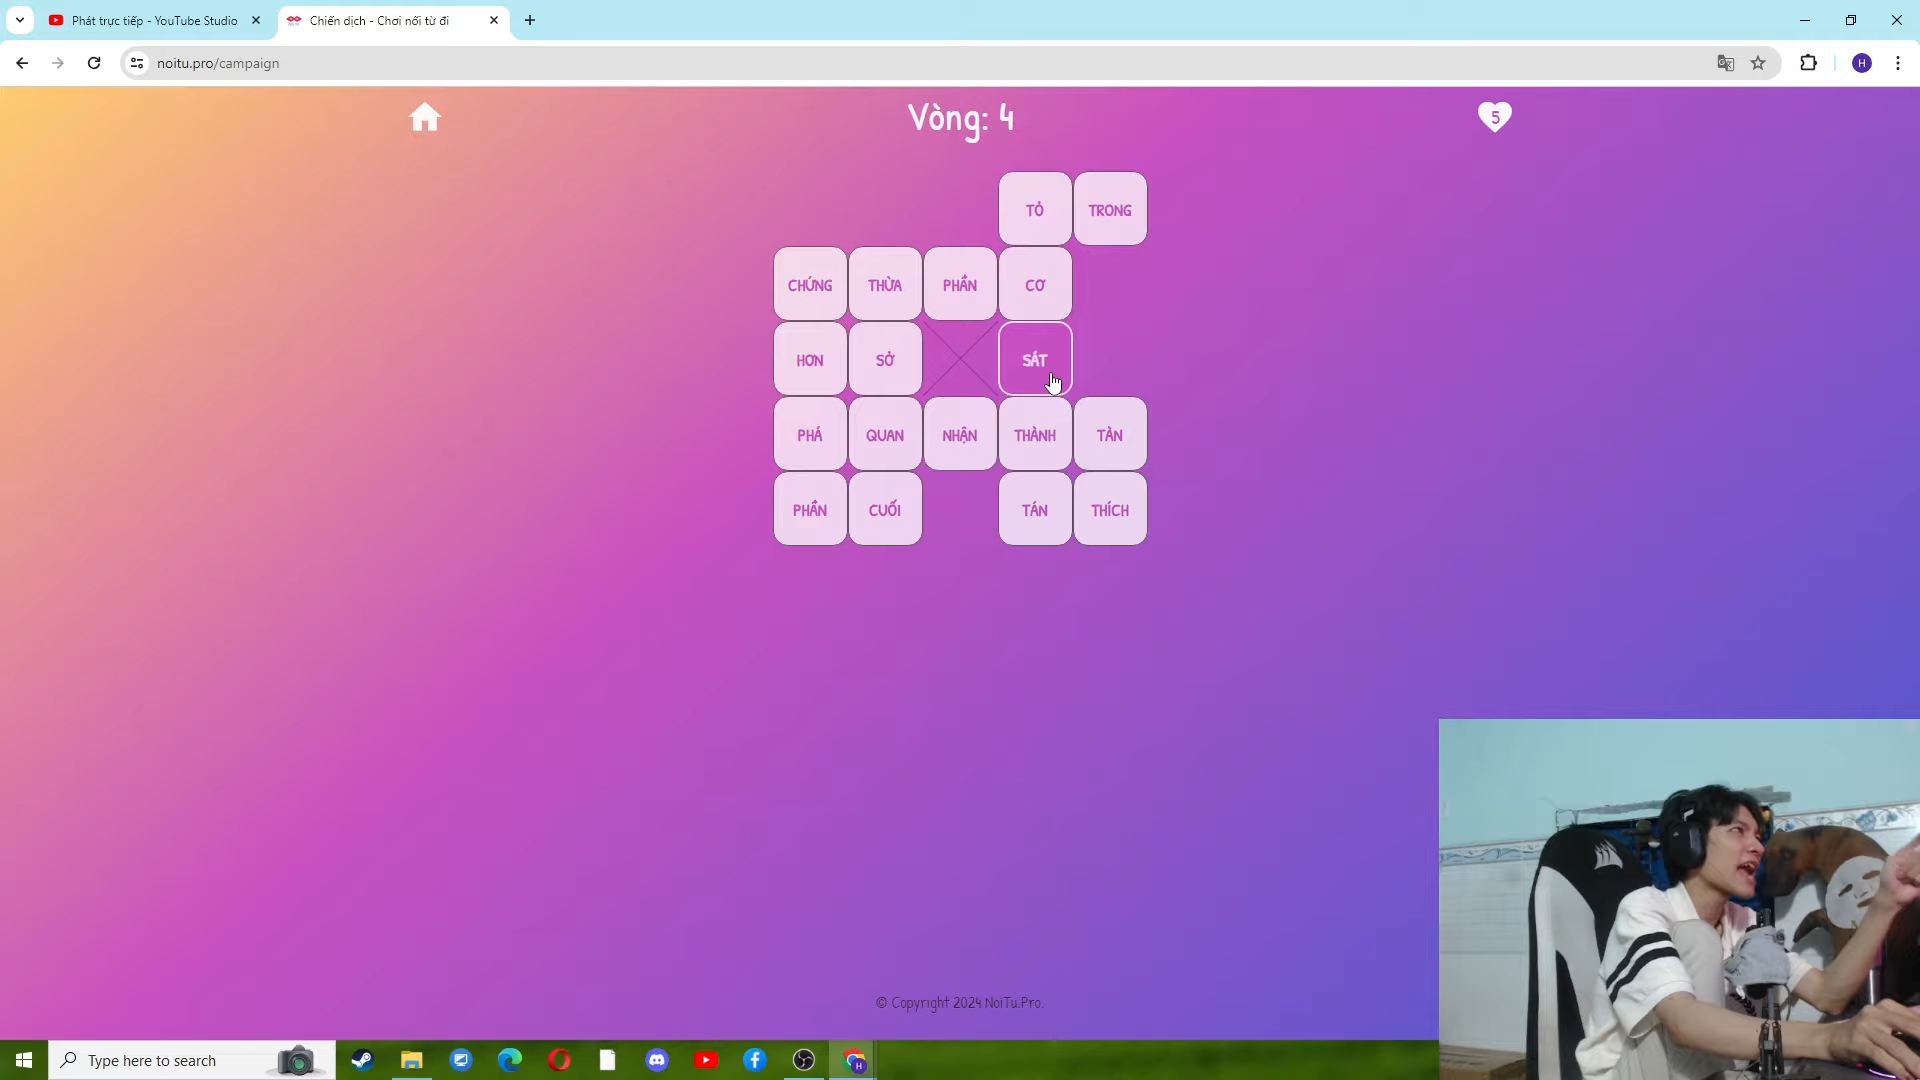 Phát trực tiếp - YouTube Studio
Chiến dịch - Chơi nối từ đi
noitu.pro/campaign
H
Vòng: 4
5
TỎ TRONG
CHỨNG THỪA PHẦN CƠ
HƠN SỞ SÁT
PHÁ QUAN NHẬN THÀNH TÀN
PHẦN CUỐI TÁN THÍCH
© Copyright 2024 NoiTu.Pro.
Type here to search
H